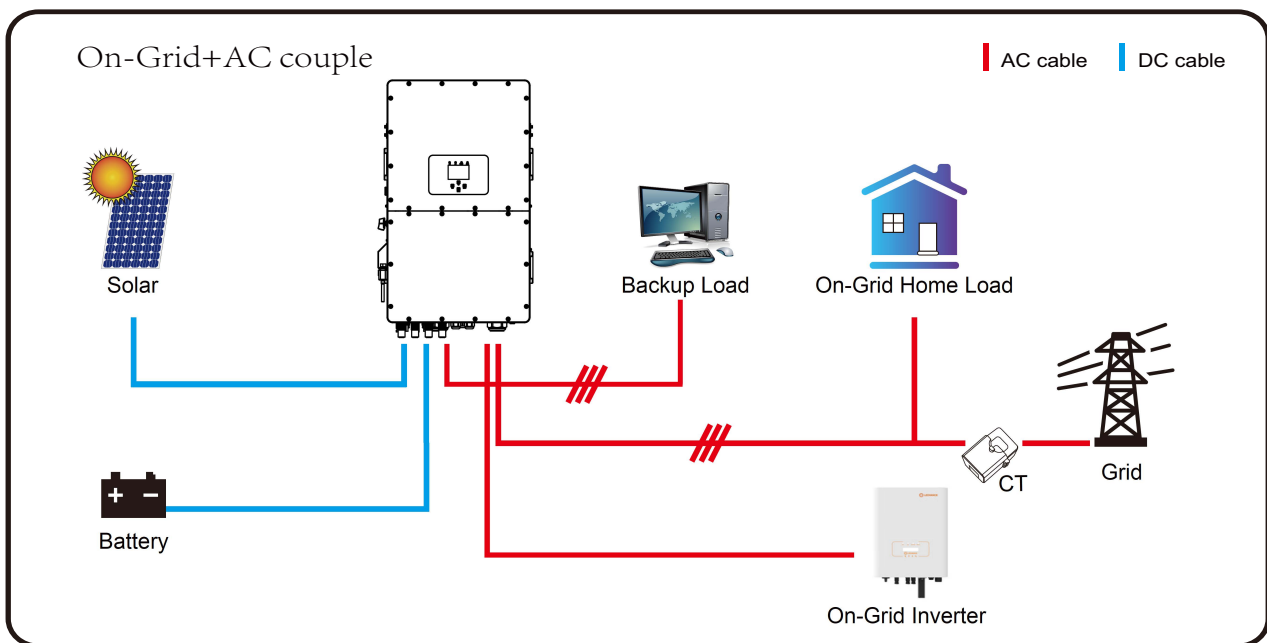 On-Grid+AC couple
AC cable
DC cable
Solar
Backup Load
On-Grid Home Load
Battery
CT
Grid
On-Grid Inverter